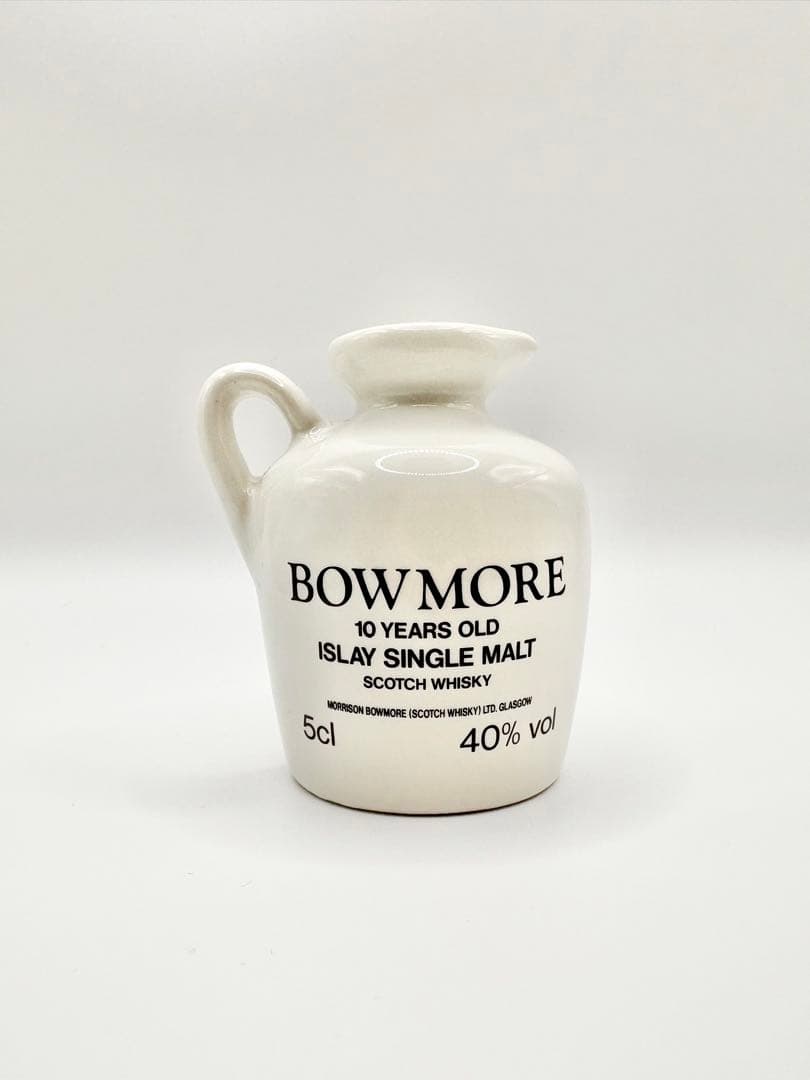 BOWMORE
10 YEARS OLD
ISLAY SINGLE MALT
SCOTCH WHISKY
MORRISON BOWMORE (SCOTCH WHISKY) LTD. GLASGOW
5cl 40% vol